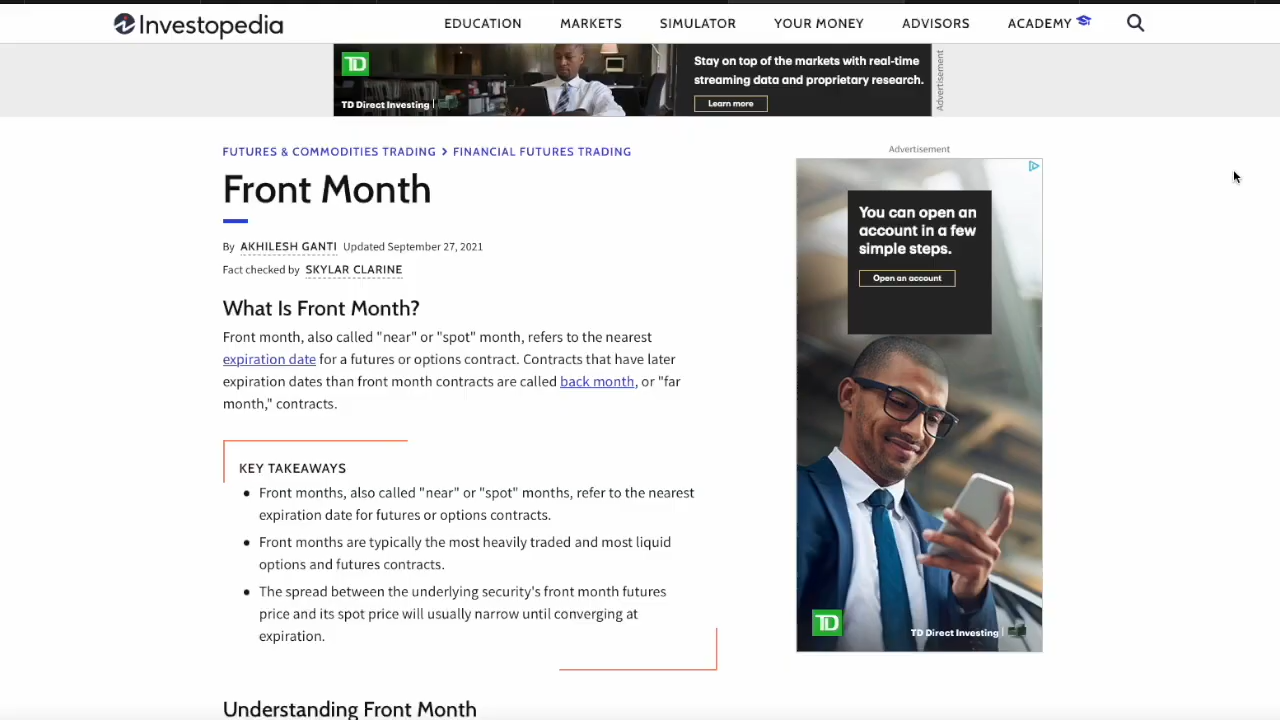 Investopedia
EDUCATION MARKETS SIMULATOR YOUR MONEY ADVISORS ACADEMY
TD
TD Direct Investing
Stay on top of the markets with real-time
streaming data and proprietary research.
Learn more
Advertisement
FUTURES & COMMODITIES TRADING > FINANCIAL FUTURES TRADING
Front Month
By AKHILESH GANTI Updated September 27, 2021
Fact checked by SKYLAR CLARINE
What Is Front Month?
Front month, also called "near" or "spot" month, refers to the nearest
expiration date for a futures or options contract. Contracts that have later
expiration dates than front month contracts are called back month, or "far
month," contracts.
KEY TAKEAWAYS
• Front months, also called "near" or "spot" months, refer to the nearest
expiration date for futures or options contracts.
• Front months are typically the most heavily traded and most liquid
options and futures contracts.
• The spread between the underlying security's front month futures
price and its spot price will usually narrow until converging at
expiration.
Understanding Front Month
Advertisement
You can open an
account in a few
simple steps.
Open an account
TD
TD Direct Investing